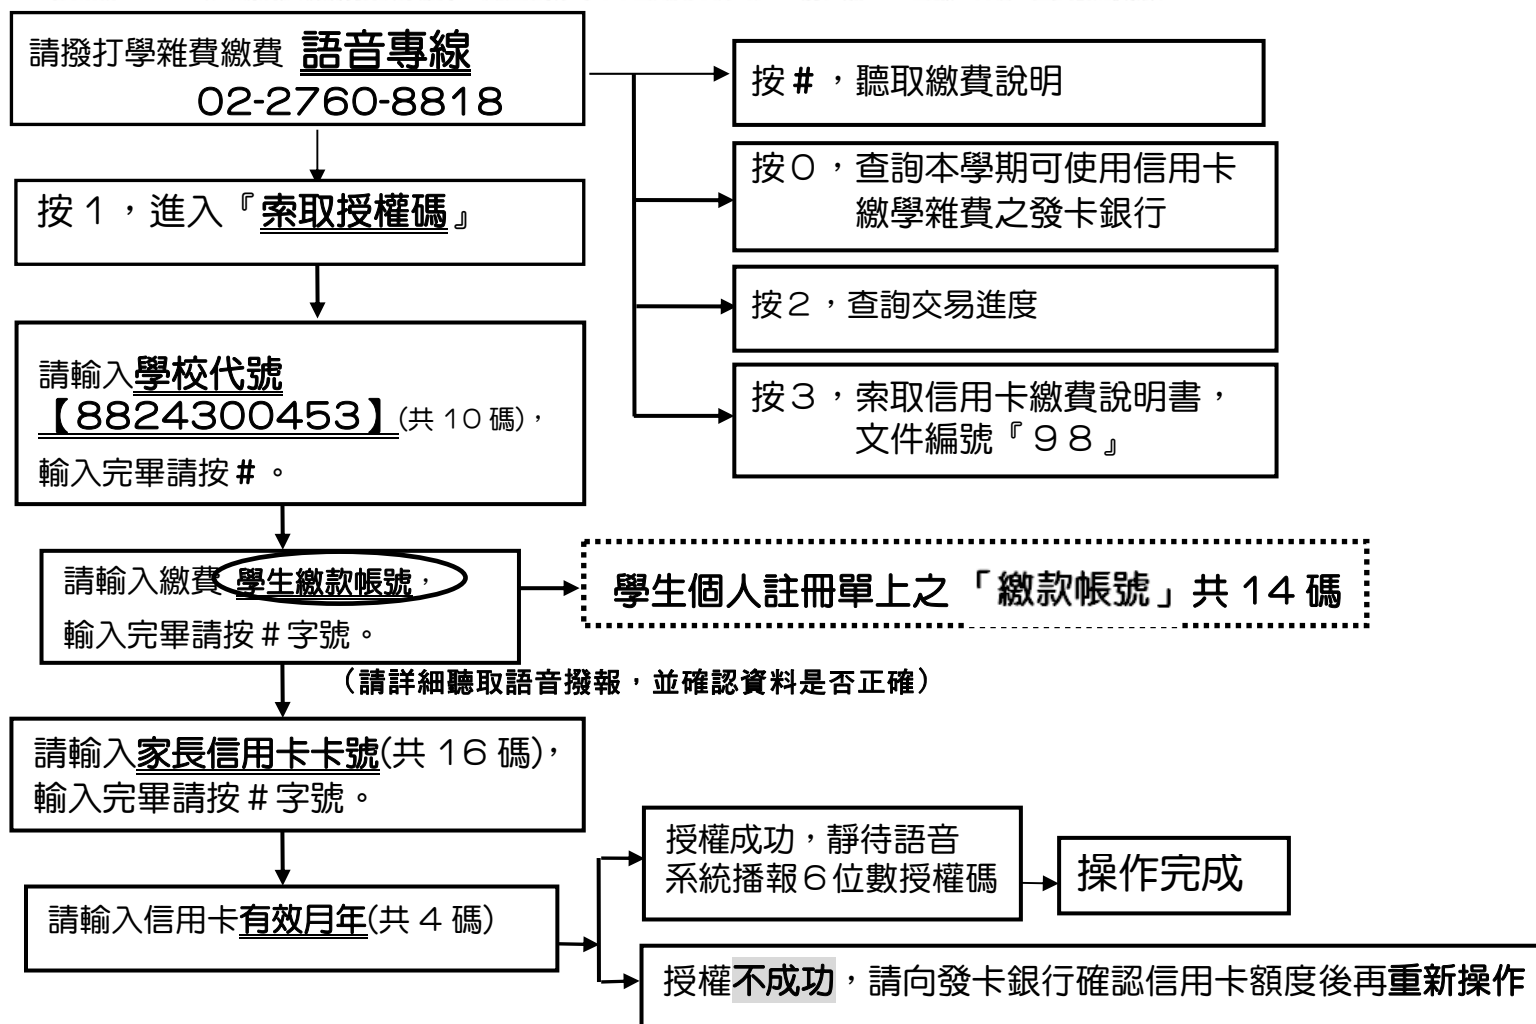 請撥打學雜費繳費 語音專線
02-2760-8818
按#，聽取繳費說明
按０，查詢本學期可使用信用卡
繳學雜費之發卡銀行
按２，查詢交易進度
按３，索取信用卡繳費說明書，
文件編號『９８』
按１，進入『索取授權碼』
請輸入學校代號
【8824300453】(共 10 碼)，
輸入完畢請按#。
請輸入繳費 學生繳款帳號，
輸入完畢請按#字號。
學生個人註冊單上之「繳款帳號」共 14 碼
（請詳細聽取語音撥報，並確認資料是否正確）
請輸入家長信用卡卡號(共 16 碼)，
輸入完畢請按#字號。
請輸入信用卡有效月年(共 4 碼)
授權成功，靜待語音
系統播報６位數授權碼
操作完成
授權不成功，請向發卡銀行確認信用卡額度後再重新操作